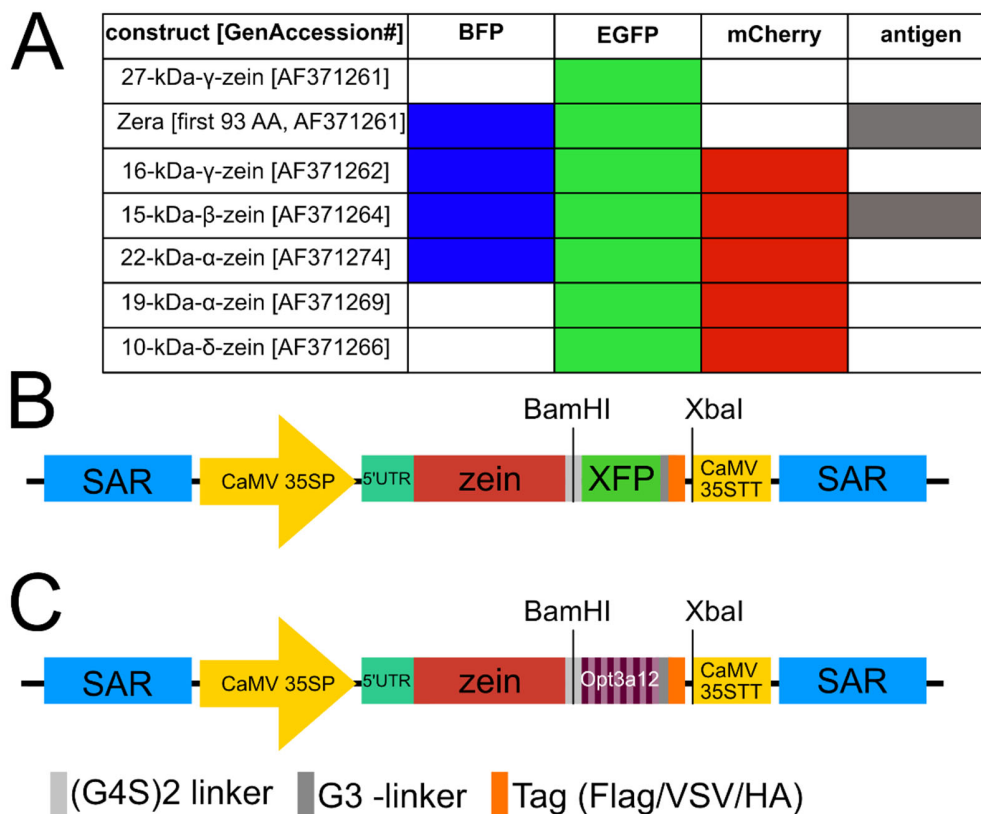 A
construct [GenAccession#] BFP EGFP mCherry antigen
27-kDa-γ-zein [AF371261]
Zera [first 93 AA, AF371261]
16-kDa-γ-zein [AF371262]
15-kDa-β-zein [AF371264]
22-kDa-α-zein [AF371274]
19-kDa-α-zein [AF371269]
10-kDa-δ-zein [AF371266]
B
BamHI XbaI
SAR CaMV 35SP 5'UTR zein XFP CaMV 35STT SAR
C
BamHI XbaI
SAR CaMV 35SP 5'UTR zein Opt3a12 CaMV 35STT SAR
(G4S)2 linker G3 -linker Tag (Flag/VSV/HA)